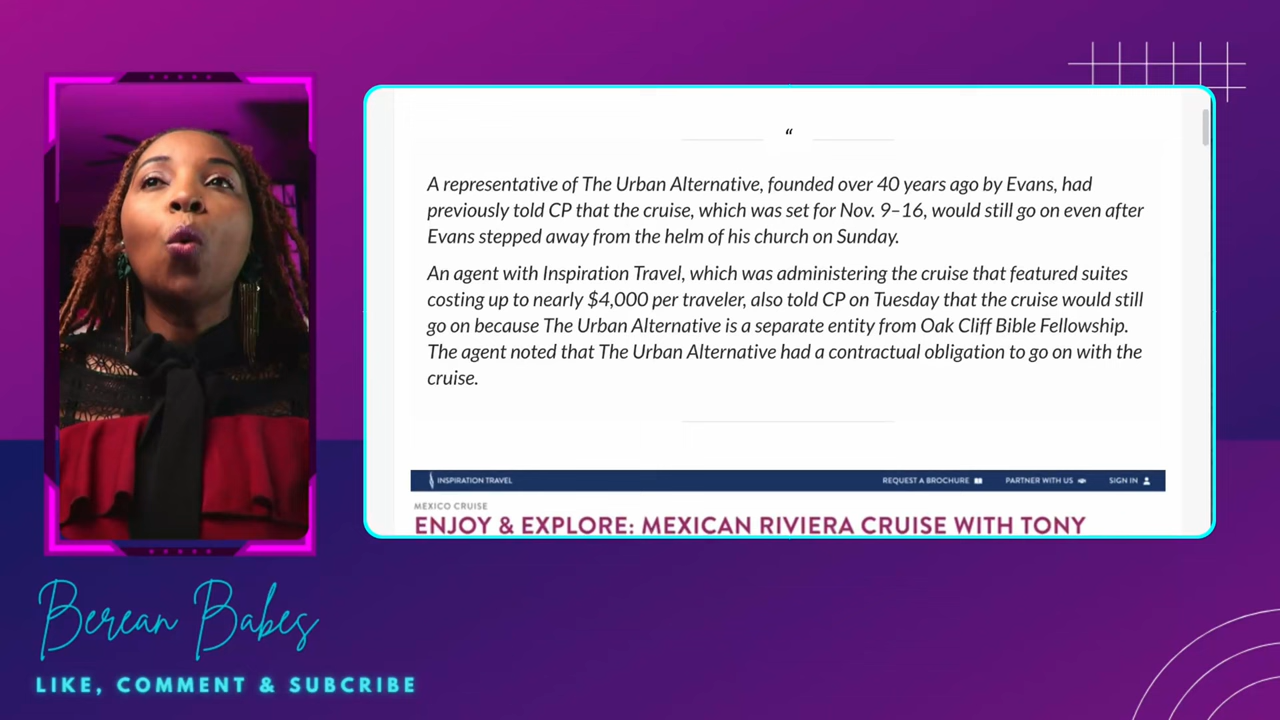 “
A representative of The Urban Alternative, founded over 40 years ago by Evans, had
previously told CP that the cruise, which was set for Nov. 9–16, would still go on even after
Evans stepped away from the helm of his church on Sunday.
An agent with Inspiration Travel, which was administering the cruise that featured suites
costing up to nearly $4,000 per traveler, also told CP on Tuesday that the cruise would still
go on because The Urban Alternative is a separate entity from Oak Cliff Bible Fellowship.
The agent noted that The Urban Alternative had a contractual obligation to go on with the
cruise.
INSPIRATION TRAVEL REQUEST A BROCHURE PARTNER WITH US SIGN IN
MEXICO CRUISE
ENJOY & EXPLORE: MEXICAN RIVIERA CRUISE WITH TONY
Berean Babes
LIKE, COMMENT & SUBCRIBE